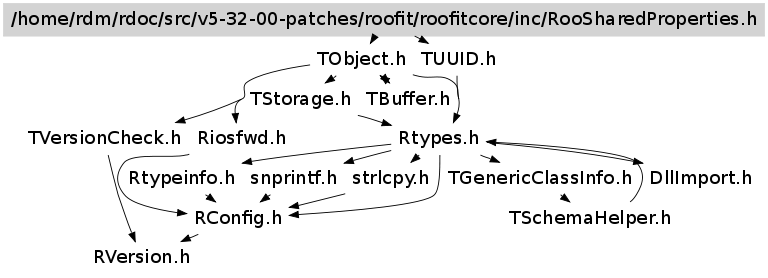 /home/rdm/rdoc/src/v5-32-00-patches/roofit/roofitcore/inc/RooSharedProperties.h
TObject.h TUUID.h
TStorage.h TBuffer.h
TVersionCheck.h Riosfwd.h Rtypes.h
Rtypeinfo.h snprintf.h strlcpy.h TGenericClassInfo.h DllImport.h
RConfig.h TSchemaHelper.h
RVersion.h